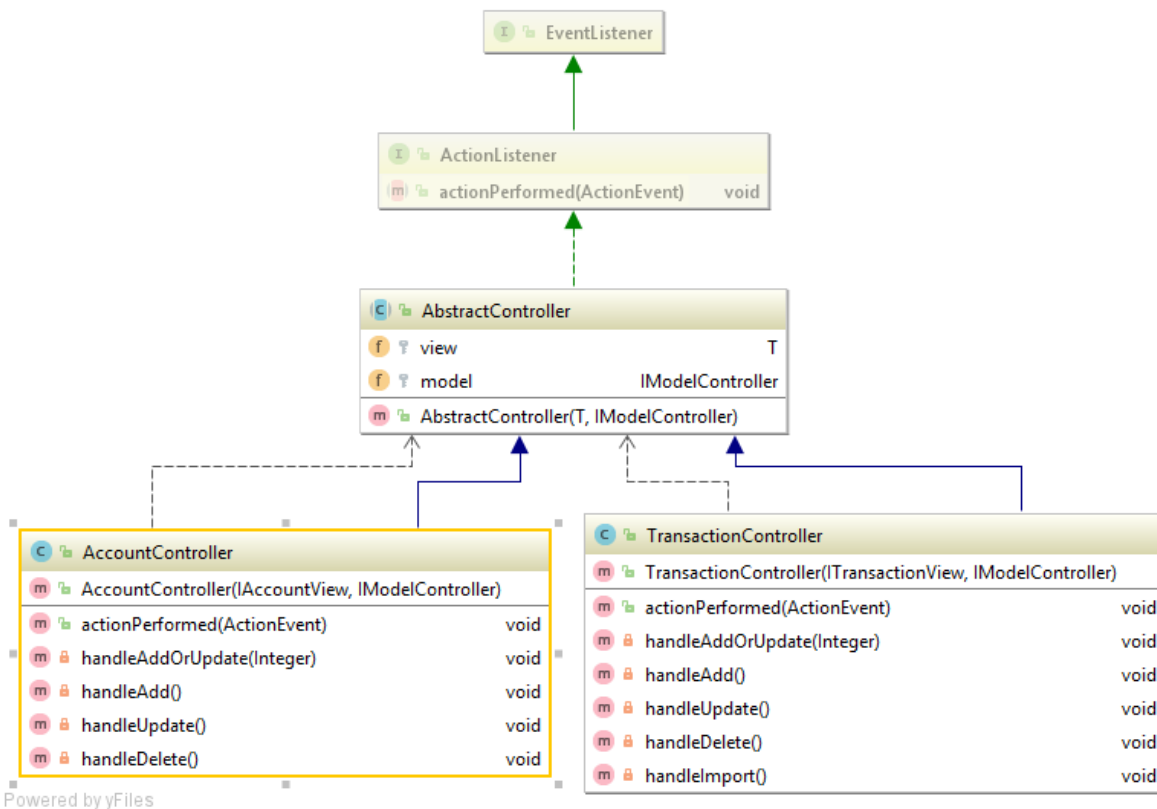 I EventListener
I ActionListener
m actionPerformed(ActionEvent) void
C AbstractController
f view T
f model IModelController
m AbstractController(T, IModelController)
C AccountController
m AccountController(IAccountView, IModelController)
m actionPerformed(ActionEvent) void
m handleAddOrUpdate(Integer) void
m handleAdd() void
m handleUpdate() void
m handleDelete() void
C TransactionController
m TransactionController(ITransactionView, IModelController)
m actionPerformed(ActionEvent) void
m handleAddOrUpdate(Integer) void
m handleAdd() void
m handleUpdate() void
m handleDelete() void
m handleImport() void
Powered by yFiles